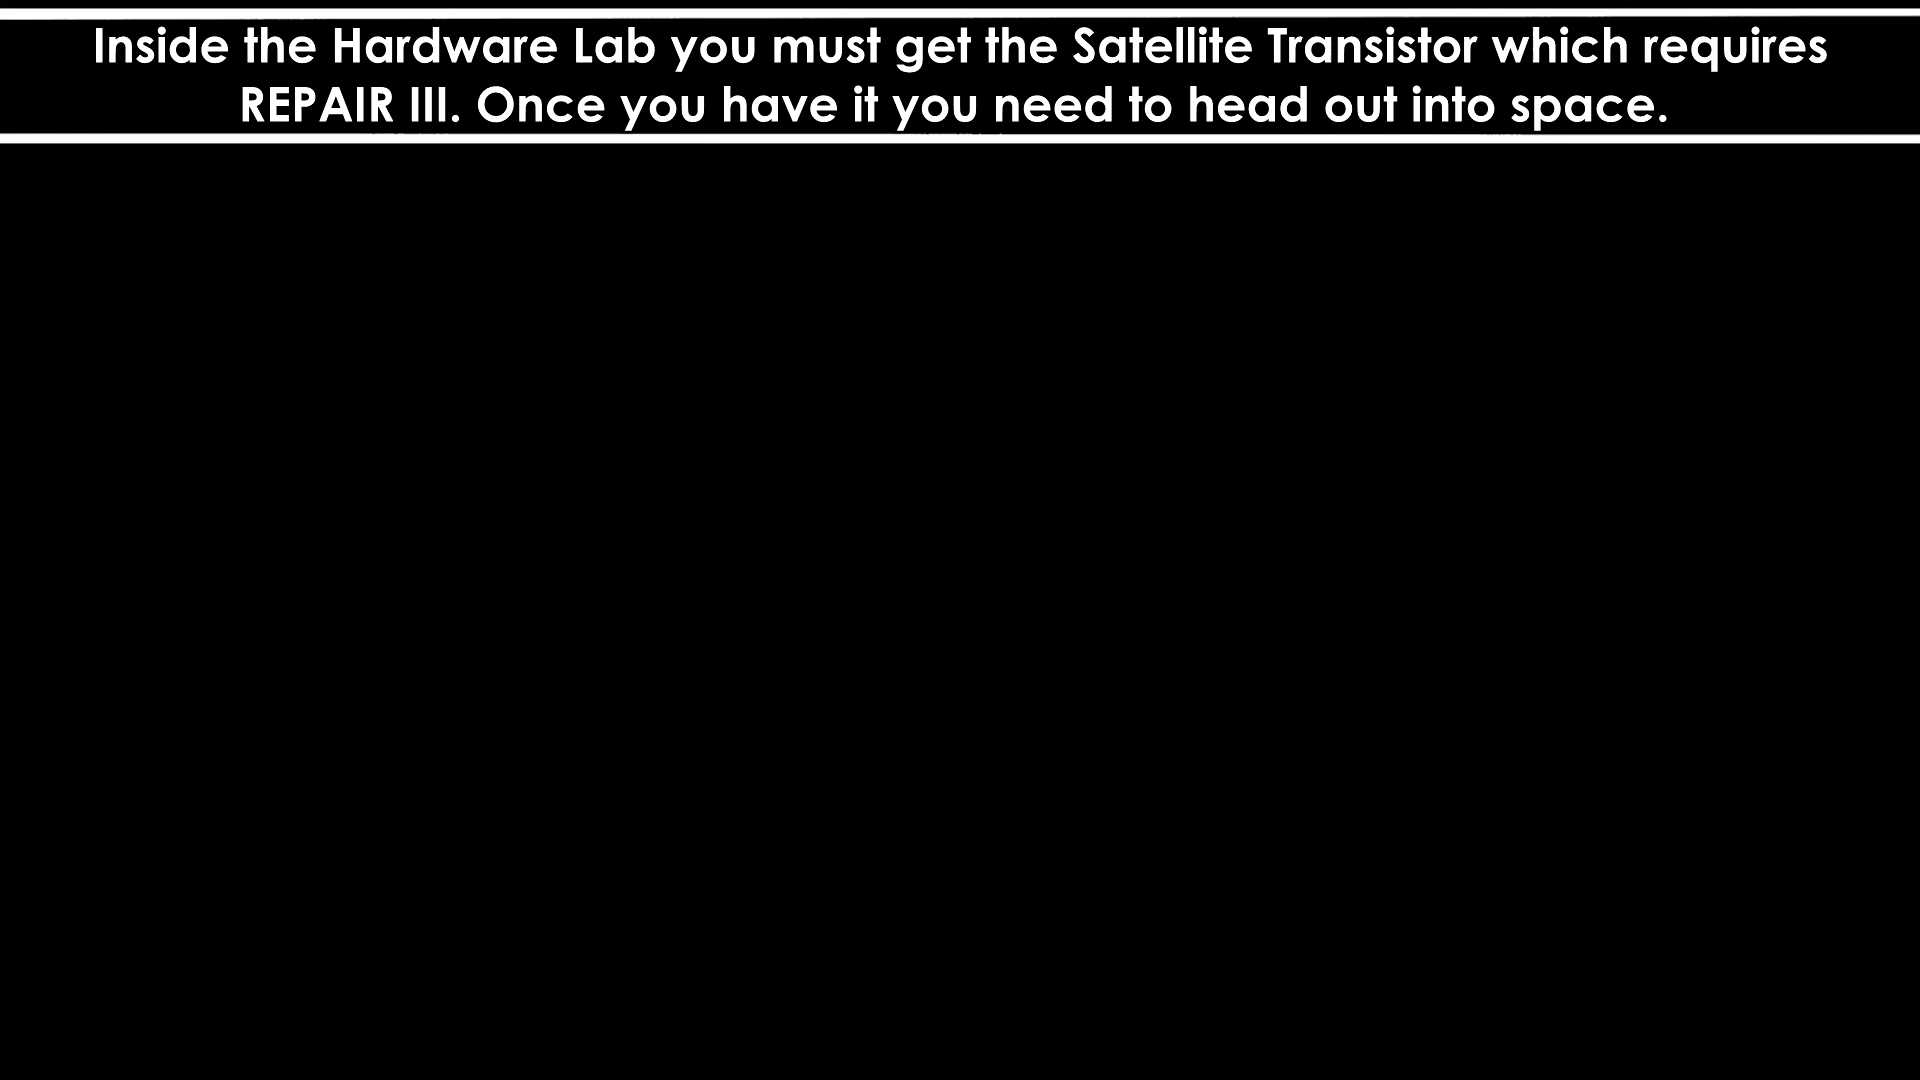 Inside the Hardware Lab you must get the Satellite Transistor which requires
REPAIR III. Once you have it you need to head out into space.